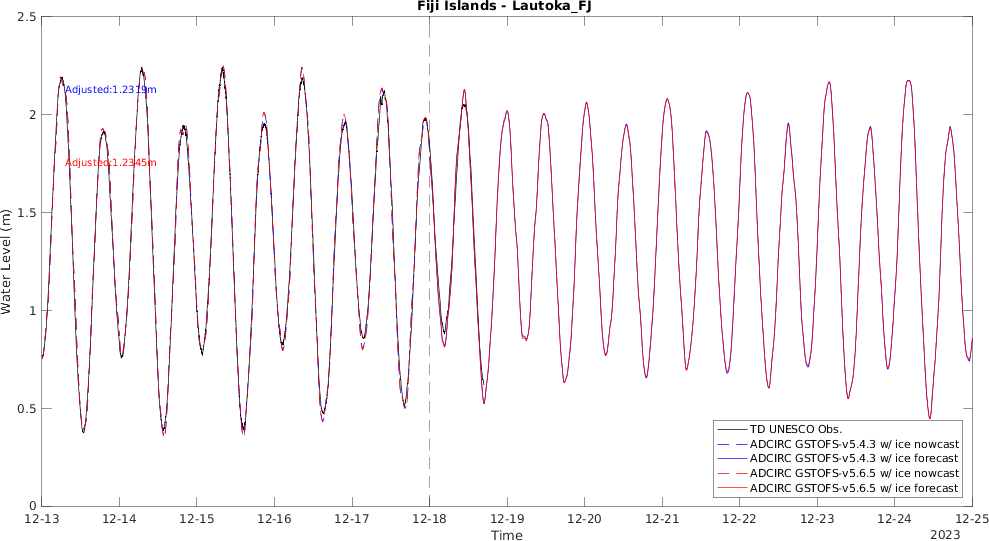 Fiji Islands - Lautoka_FJ
2.5
2
1.5
1
0.5
0
Water Level (m)
Adjusted:1.2319m
Adjusted:1.2345m
TD UNESCO Obs.
ADCIRC GSTOFS-v5.4.3 w/ ice nowcast
ADCIRC GSTOFS-v5.4.3 w/ ice forecast
ADCIRC GSTOFS-v5.6.5 w/ ice nowcast
ADCIRC GSTOFS-v5.6.5 w/ ice forecast
12-13 12-14 12-15 12-16 12-17 12-18 12-19 12-20 12-21 12-22 12-23 12-24 12-25
Time
2023